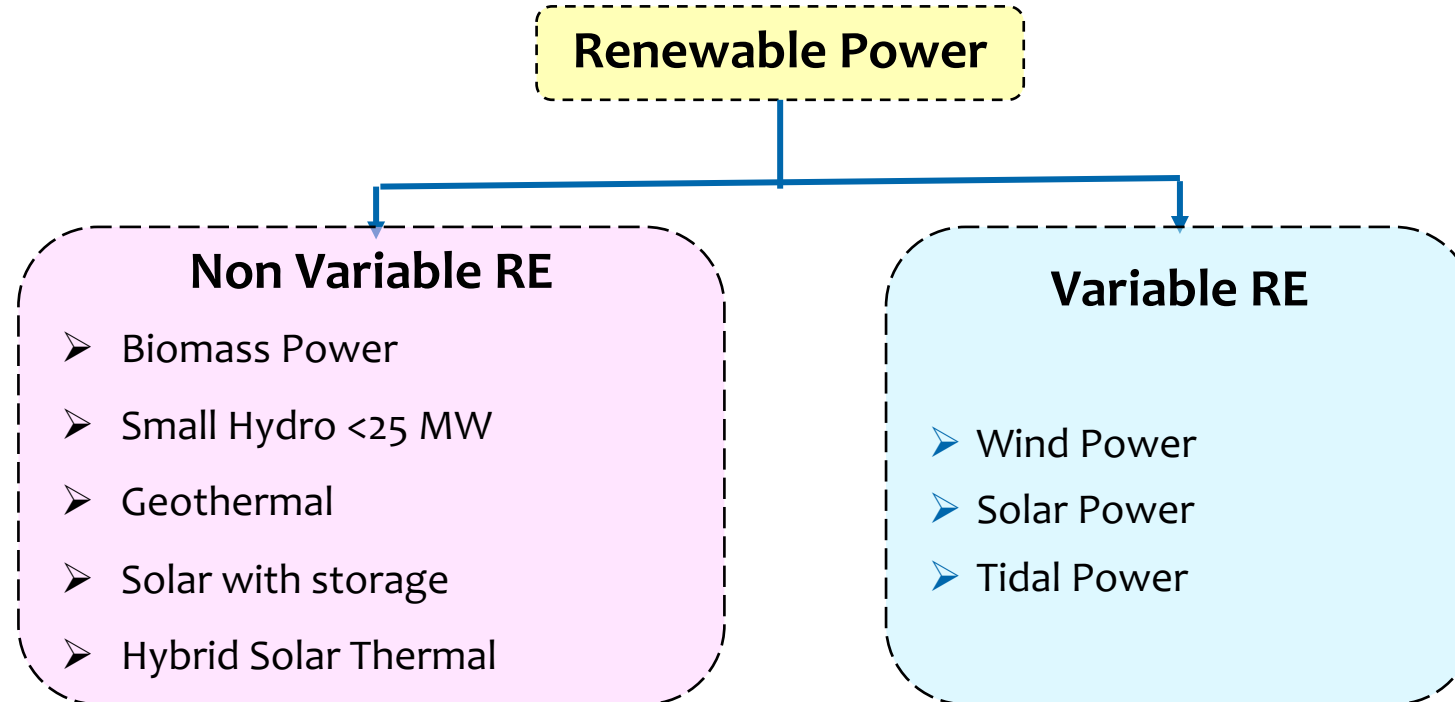 Renewable Power
Non Variable RE
➢ Biomass Power
➢ Small Hydro <25 MW
➢ Geothermal
➢ Solar with storage
➢ Hybrid Solar Thermal
Variable RE
➢ Wind Power
➢ Solar Power
➢ Tidal Power